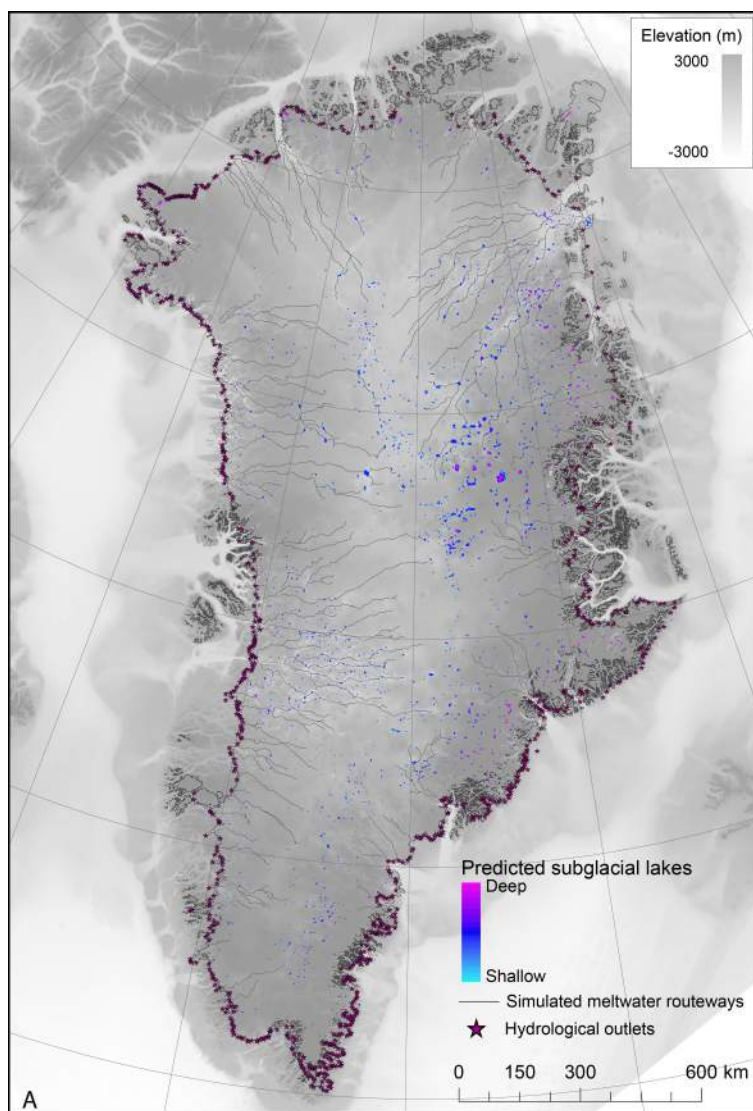 Elevation (m)
3000
-3000
Predicted subglacial lakes
Deep
Shallow
Simulated meltwater routeways
Hydrological outlets
A
0 150 300 600 km